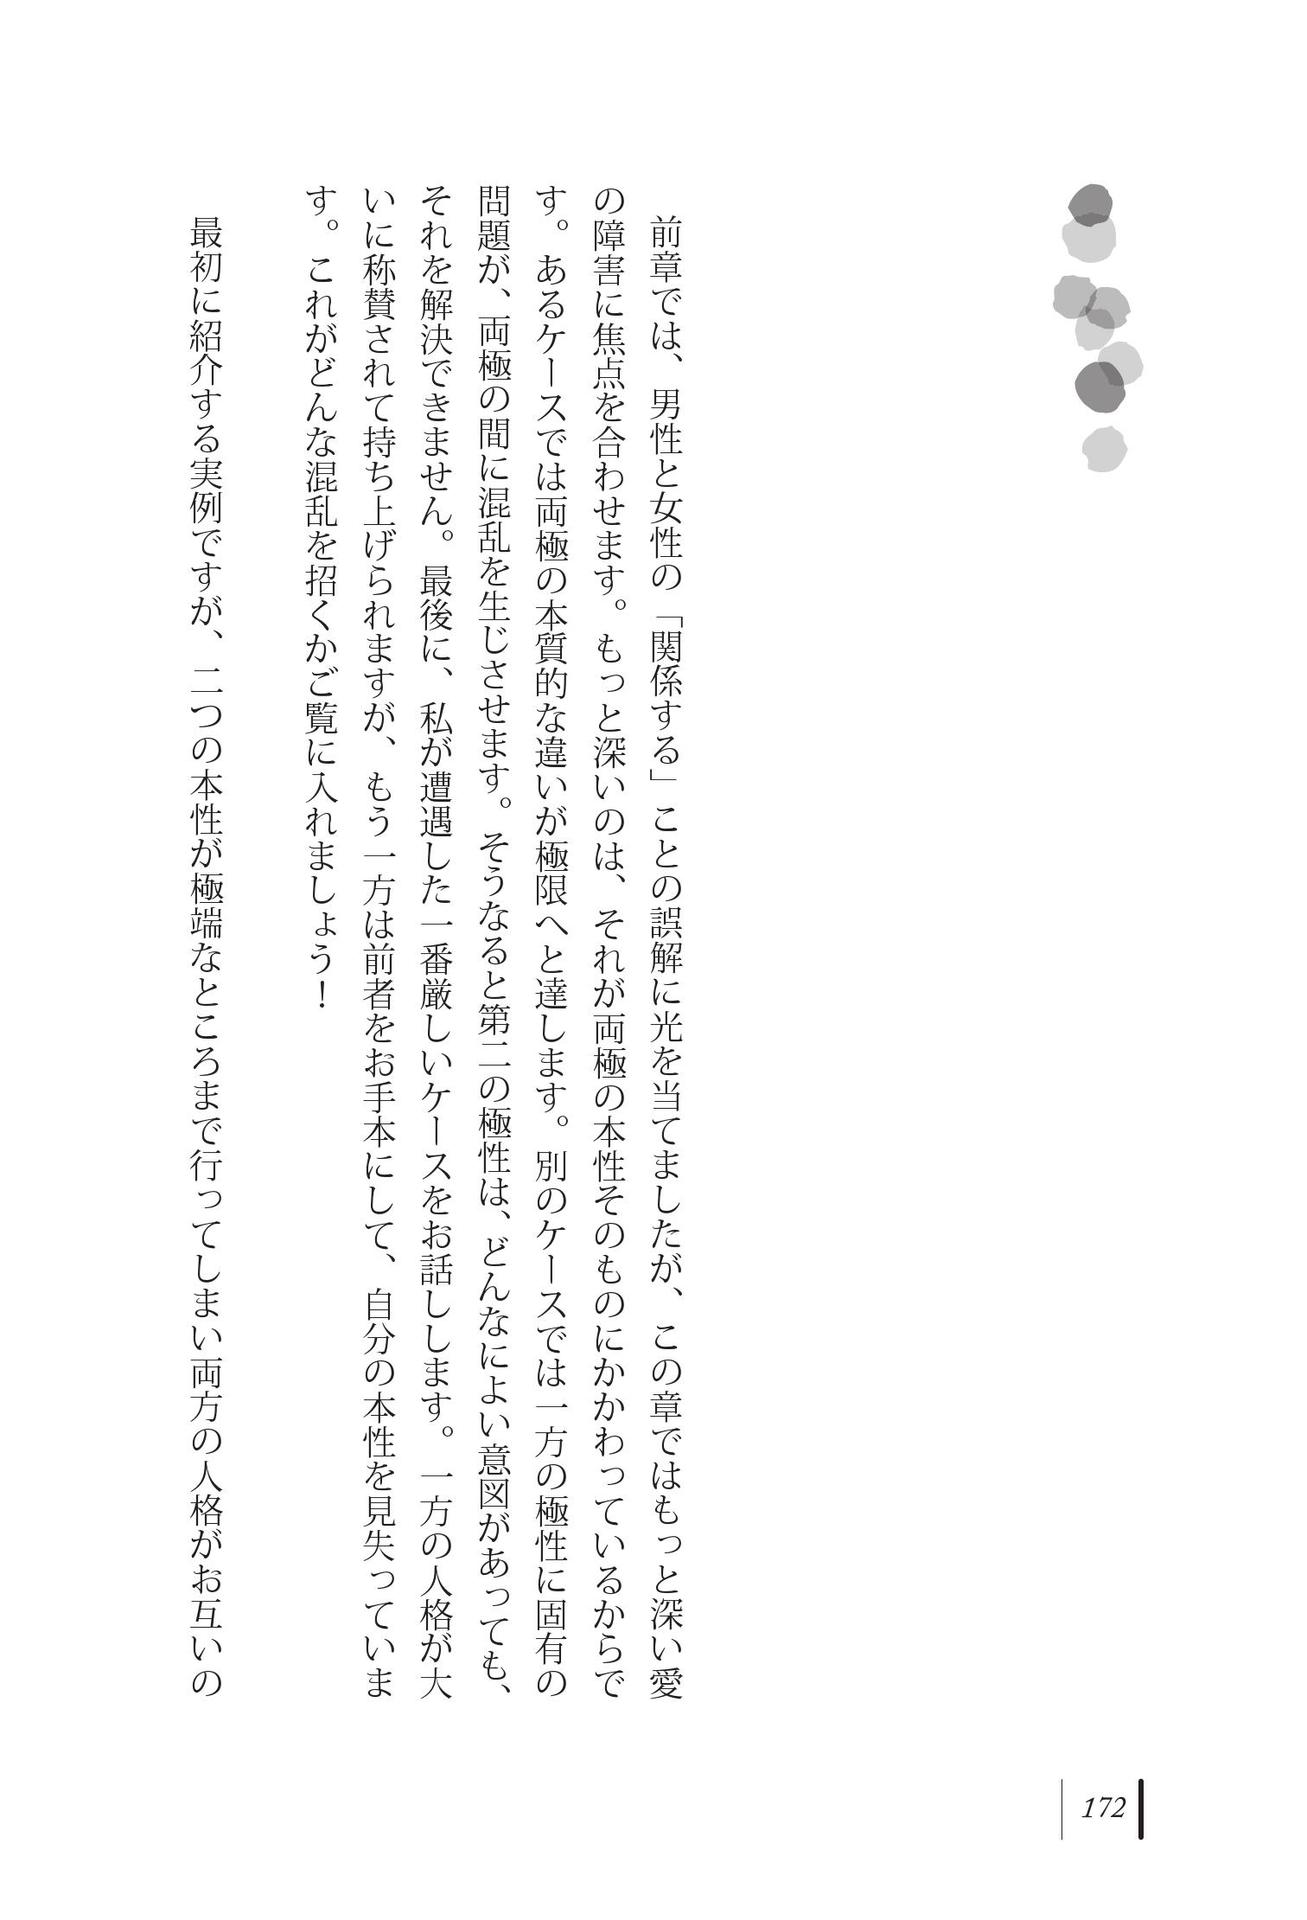 前章では、男性と女性の「関係する」ことの誤解に光を当てましたが、この章ではもっと深い愛
の障害に焦点を合わせます。もっと深いのは、それが両極の本性そのものにかかわっているからで
す。あるケースでは両極の本質的な違いが極限へと達します。別のケースでは一方の極性に固有の
問題が、両極の間に混乱を生じさせます。そうなると第二の極性は、どんなによい意図があっても、
それを解決できません。最後に、私が遭遇した一番厳しいケースをお話しします。一方の人格が大
いに称賛されて持ち上げられますが、もう一方は前者をお手本にして、自分の本性を見失っていま
す。これがどんな混乱を招くかご覧に入れましょう！
最初に紹介する実例ですが、二つの本性が極端なところまで行ってしまい両方の人格がお互いの
172